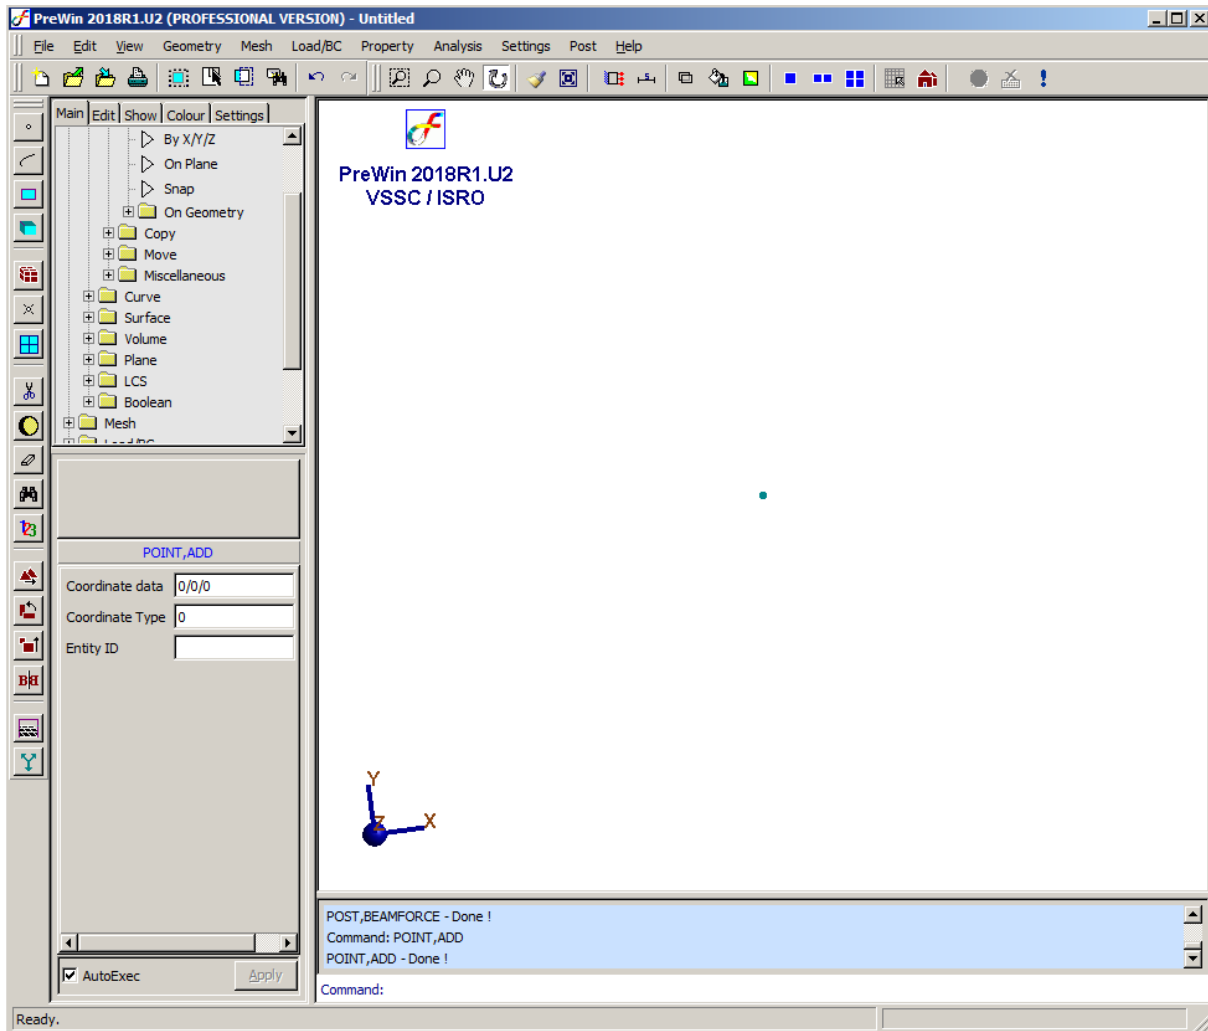 PreWin 2018R1.U2 (PROFESSIONAL VERSION) - Untitled
File Edit View Geometry Mesh Load/BC Property Analysis Settings Post Help
Main Edit Show Colour Settings
By X/Y/Z
On Plane
Snap
On Geometry
Copy
Move
Miscellaneous
Curve
Surface
Volume
Plane
LCS
Boolean
Mesh
Load/BC
123
B B
POINT,ADD
Coordinate data 0/0/0
Coordinate Type 0
Entity ID
AutoExec Apply
PreWin 2018R1.U2
VSSC / ISRO
Y
Z X
POST,BEAMFORCE - Done !
Command: POINT,ADD
POINT,ADD - Done !
Command:
Ready.